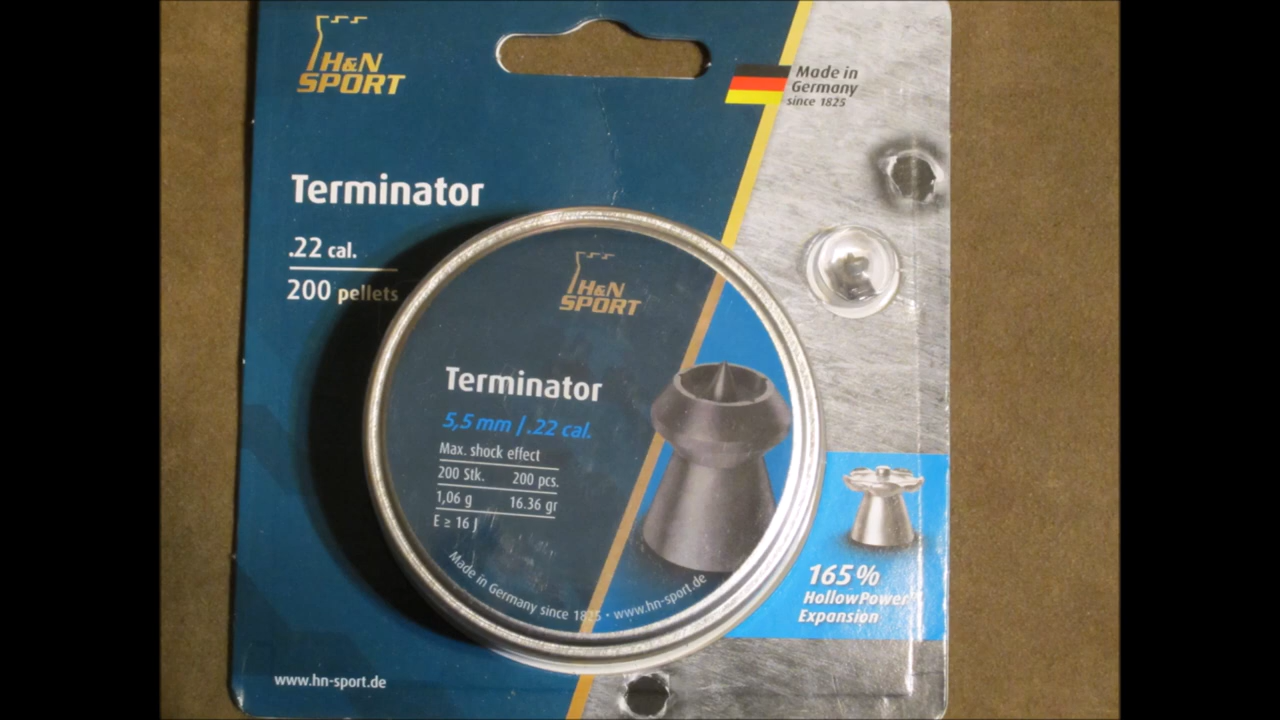 H&N
SPORT
Made in
Germany
since 1825
Terminator
.22 cal.
200 pellets
H&N
SPORT
Terminator
5,5 mm / .22 cal.
Max. shock effect
200 Stk. 200 pcs.
1,06 g 16.36 gr
E ≥ 16 J
Made in Germany since 1825 • www.hn-sport.de
165%
HollowPower
Expansion
www.hn-sport.de